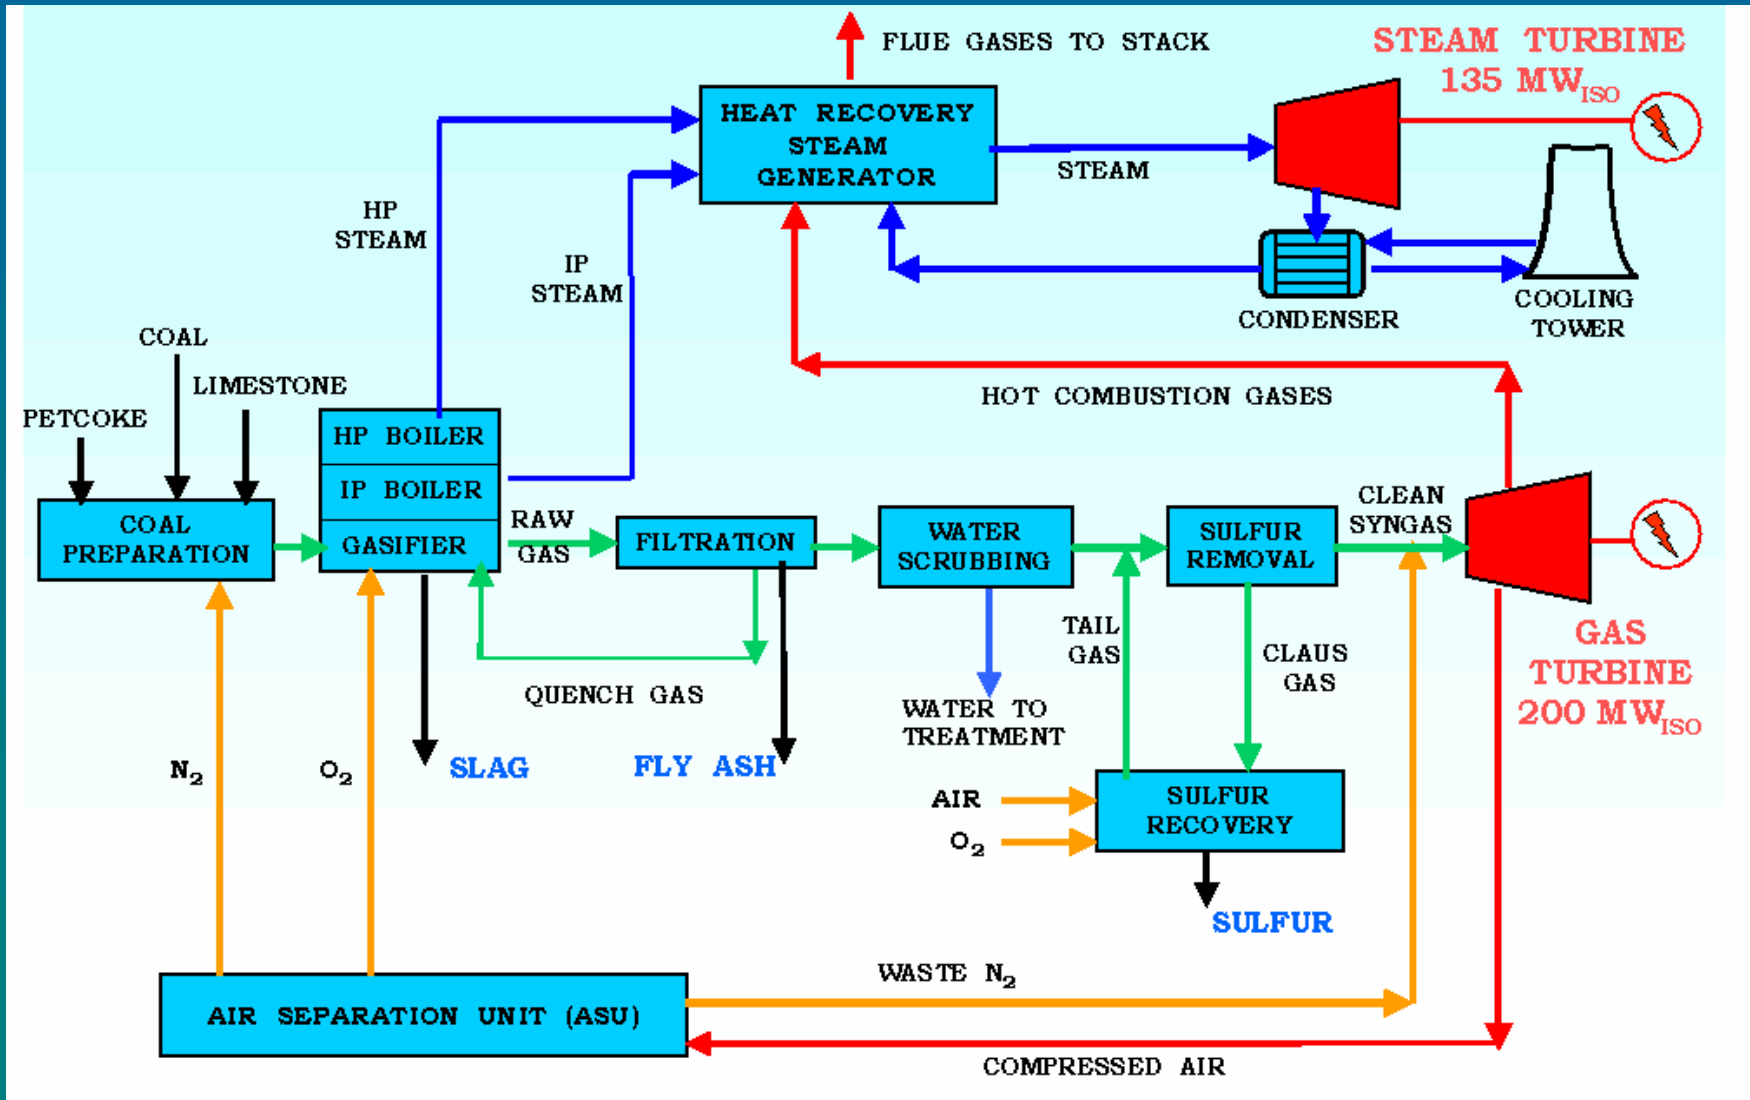 FLUE GASES TO STACK
STEAM TURBINE
135 MWISO
HEAT RECOVERY
STEAM
GENERATOR
STEAM
HP
STEAM
IP
STEAM
CONDENSER
COOLING
TOWER
COAL
LIMESTONE
PETCOKE
HOT COMBUSTION GASES
HP BOILER
IP BOILER
GASIFIER
COAL
PREPARATION
RAW
GAS
FILTRATION
WATER
SCRUBBING
SULFUR
REMOVAL
CLEAN
SYNGAS
QUENCH GAS
TAIL
GAS
CLAUS
GAS
GAS
TURBINE
200 MWISO
WATER TO
TREATMENT
N2
O2
SLAG
FLY ASH
AIR
O2
SULFUR
RECOVERY
SULFUR
WASTE N2
AIR SEPARATION UNIT (ASU)
COMPRESSED AIR